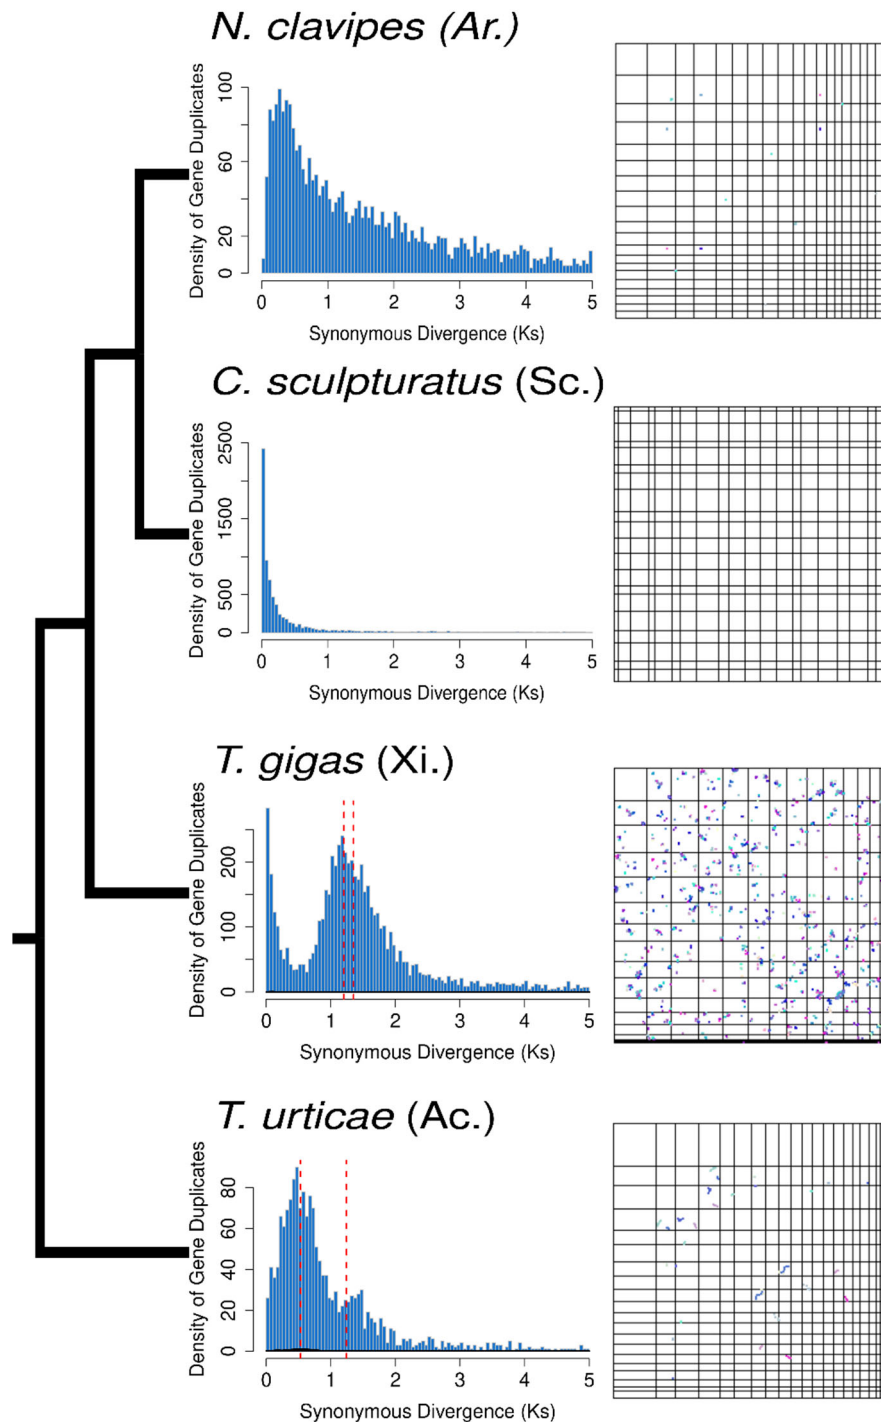 N. clavipes (Ar.)
Density of Gene Duplicates
100
60
20
0
0 1 2 3 4 5
Synonymous Divergence (Ks)
C. sculpturatus (Sc.)
Density of Gene Duplicates
2500
1500
500
0
0 1 2 3 4 5
Synonymous Divergence (Ks)
T. gigas (Xi.)
Density of Gene Duplicates
200
100
0
0 1 2 3 4 5
Synonymous Divergence (Ks)
T. urticae (Ac.)
Density of Gene Duplicates
80
60
40
20
0
0 1 2 3 4 5
Synonymous Divergence (Ks)